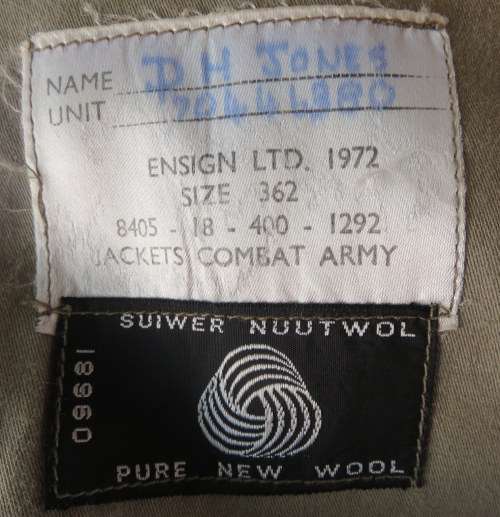 NAME D H JONES
UNIT
ENSIGN LTD. 1972
SIZE 362
8405 - 18 - 400 - 1292
JACKETS COMBAT ARMY
SUIWER NUUTWOL
09681
PURE NEW WOOL